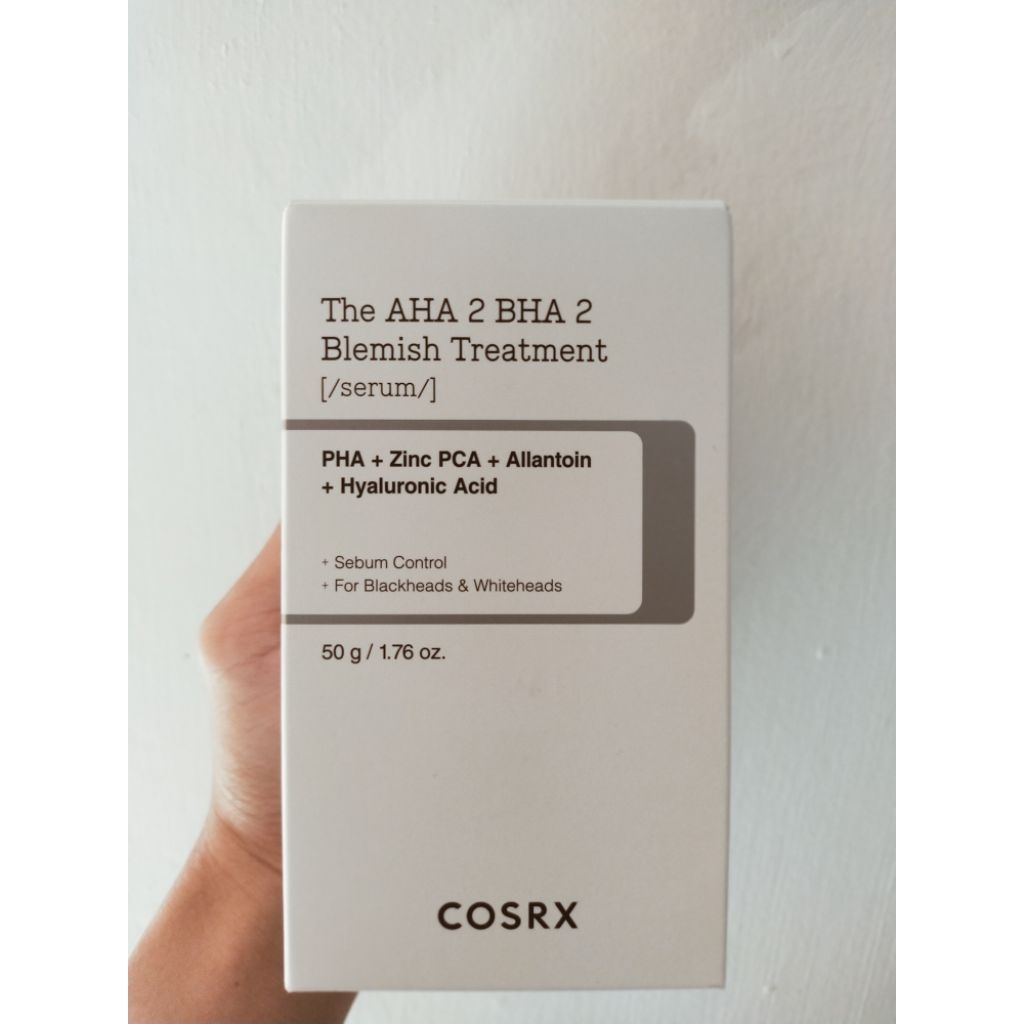 The AHA 2 BHA 2
Blemish Treatment
[/serum/]
PHA + Zinc PCA + Allantoin
+ Hyaluronic Acid
+ Sebum Control
+ For Blackheads & Whiteheads
50 g / 1.76 oz.
COSRX